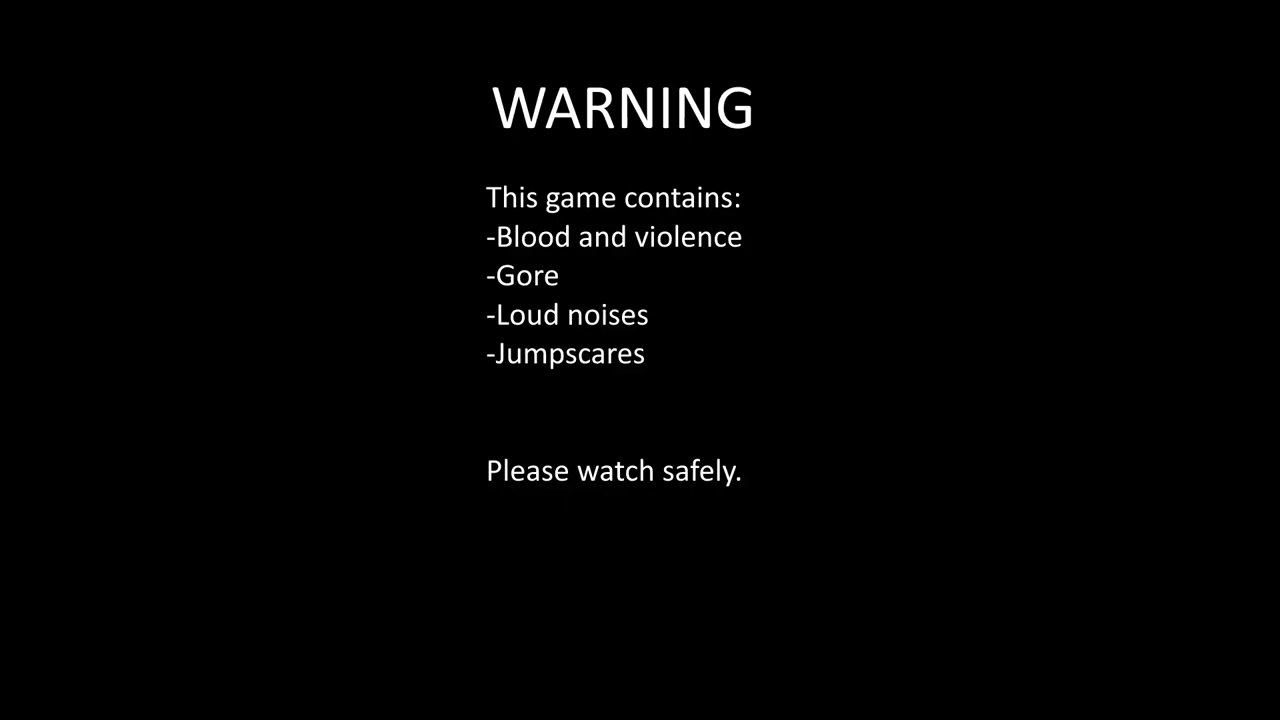 WARNING
This game contains:
-Blood and violence
-Gore
-Loud noises
-Jumpscares
Please watch safely.